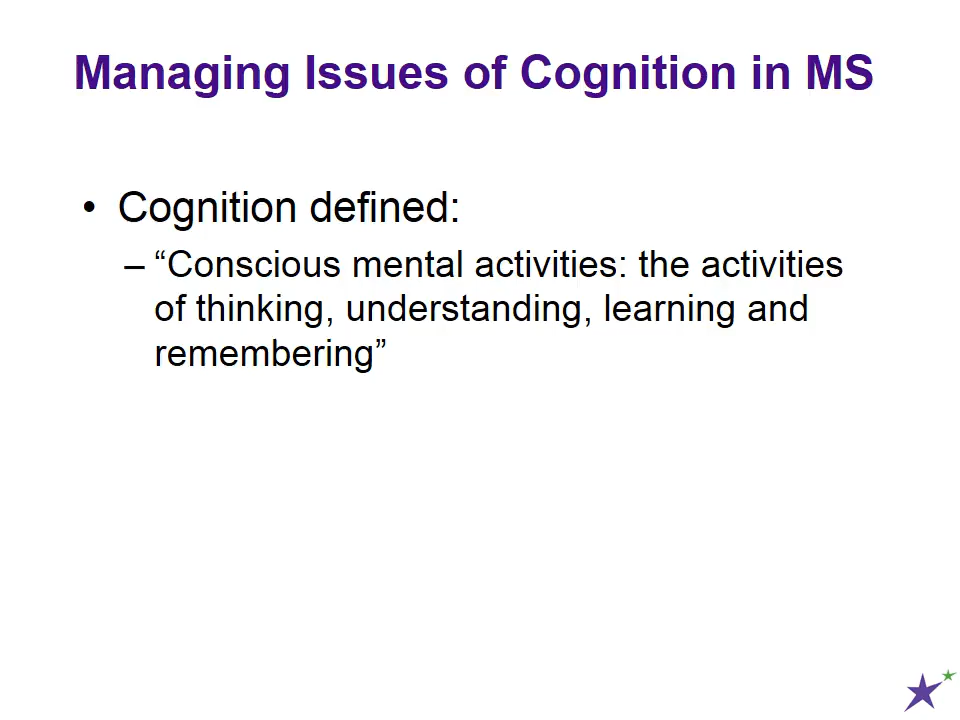 Managing Issues of Cognition in MS
• Cognition defined:
– “Conscious mental activities: the activities
of thinking, understanding, learning and
remembering”